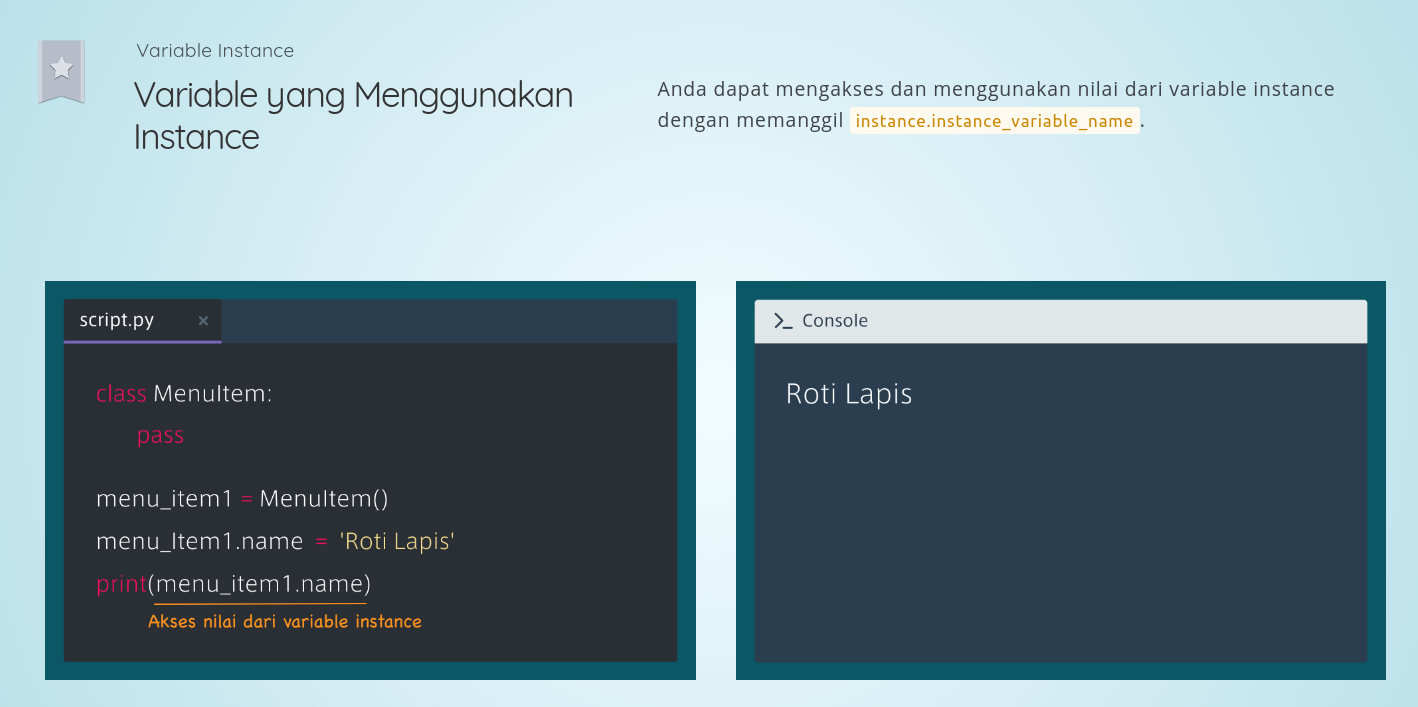 Variable Instance
Variable yang Menggunakan
Instance
Anda dapat mengakses dan menggunakan nilai dari variable instance
dengan memanggil instance.instance_variable_name.
script.py ×
class MenuItem:
pass
menu_item1 = MenuItem()
menu_Item1.name = 'Roti Lapis'
print(menu_item1.name)
Akses nilai dari variable instance
>_ Console
Roti Lapis